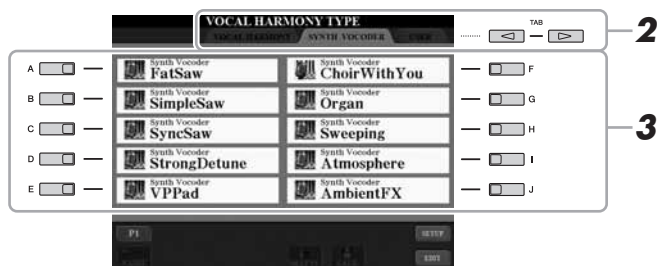 VOCAL HARMONY TYPE
VOCAL HARMONY SYNTH VOCODER USER
TAB
2
A Synth Vocoder FatSaw
Synth Vocoder ChoirWithYou F
B Synth Vocoder SimpleSaw
Synth Vocoder Organ G
C Synth Vocoder SyncSaw
Synth Vocoder Sweeping H
3
D Synth Vocoder StrongDetune
Synth Vocoder Atmosphere I
E Synth Vocoder VPPad
Synth Vocoder AmbientFX J
P1
SETUP
EDIT